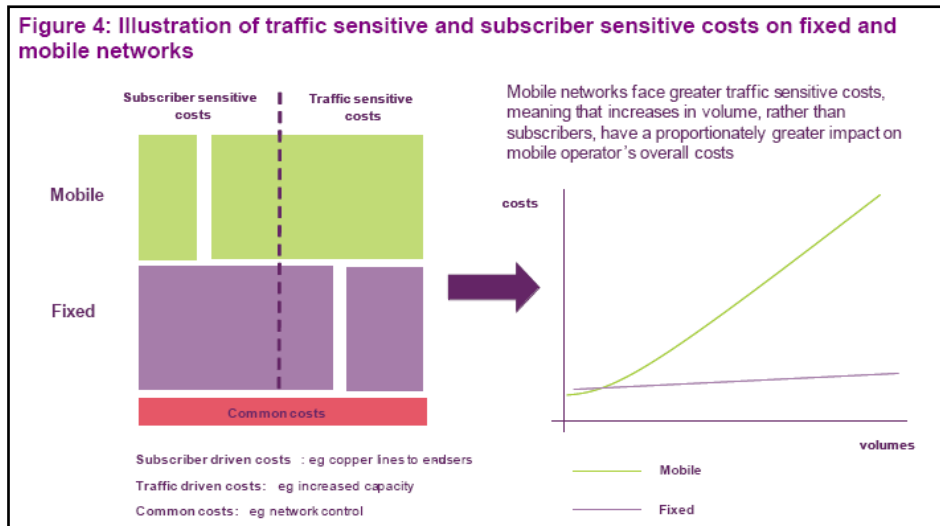 Figure 4: Illustration of traffic sensitive and subscriber sensitive costs on fixed and
mobile networks
Subscriber sensitive
costs
Traffic sensitive
costs
Mobile
Fixed
Common costs
Subscriber driven costs : eg copper lines to endsers
Traffic driven costs: eg increased capacity
Common costs: eg network control
Mobile networks face greater traffic sensitive costs,
meaning that increases in volume, rather than
subscribers, have a proportionately greater impact on
mobile operator's overall costs
costs
volumes
Mobile
Fixed